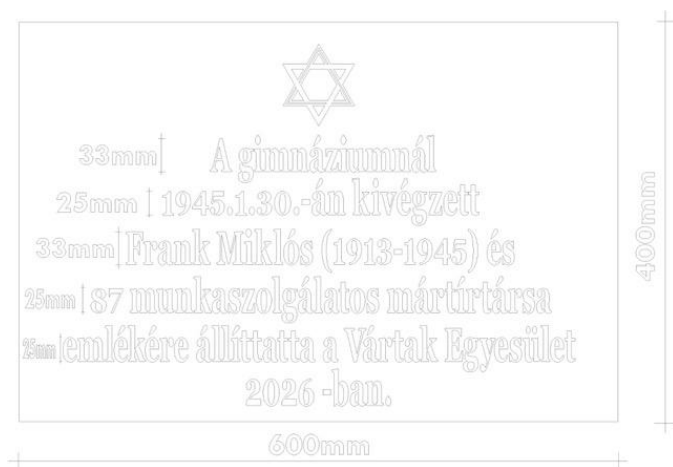 33mm A gimnáziumnál
25mm 1945.1.30.-án kivégzett
33mm Frank Miklós (1913-1945) és
25mm 87 munkaszolgálatos mártírtársa
25mm emlékére állíttatta a Vártak Egyesület
2026 -ban.
400mm
600mm